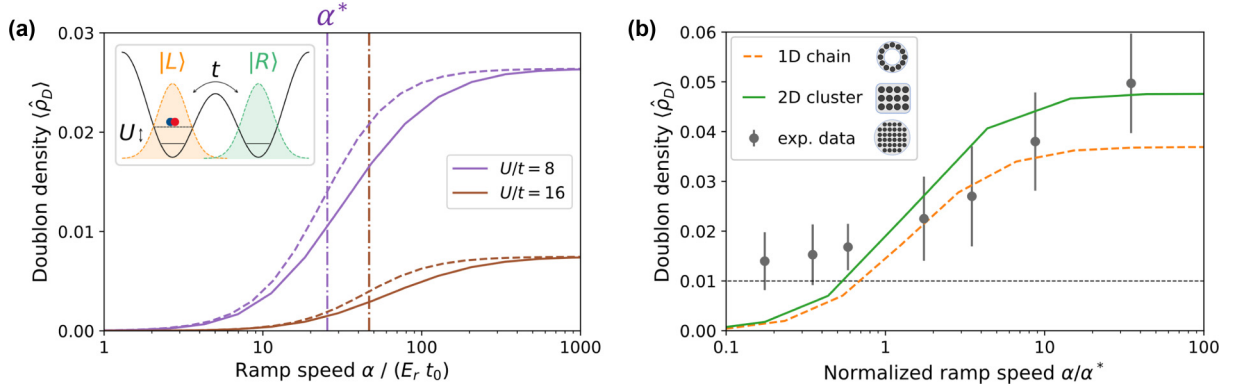 (a)
α*
0.03
0.02
0.01
0.00
Doublon density ⟨ρ̂_D⟩
|L⟩
t
|R⟩
U
U/t = 8
U/t = 16
1
10
100
1000
Ramp speed α / (E_r t_0)
(b)
0.06
0.05
0.04
0.03
0.02
0.01
0.00
Doublon density ⟨ρ̂_D⟩
1D chain
2D cluster
exp. data
0.1
1
10
100
Normalized ramp speed α/α*